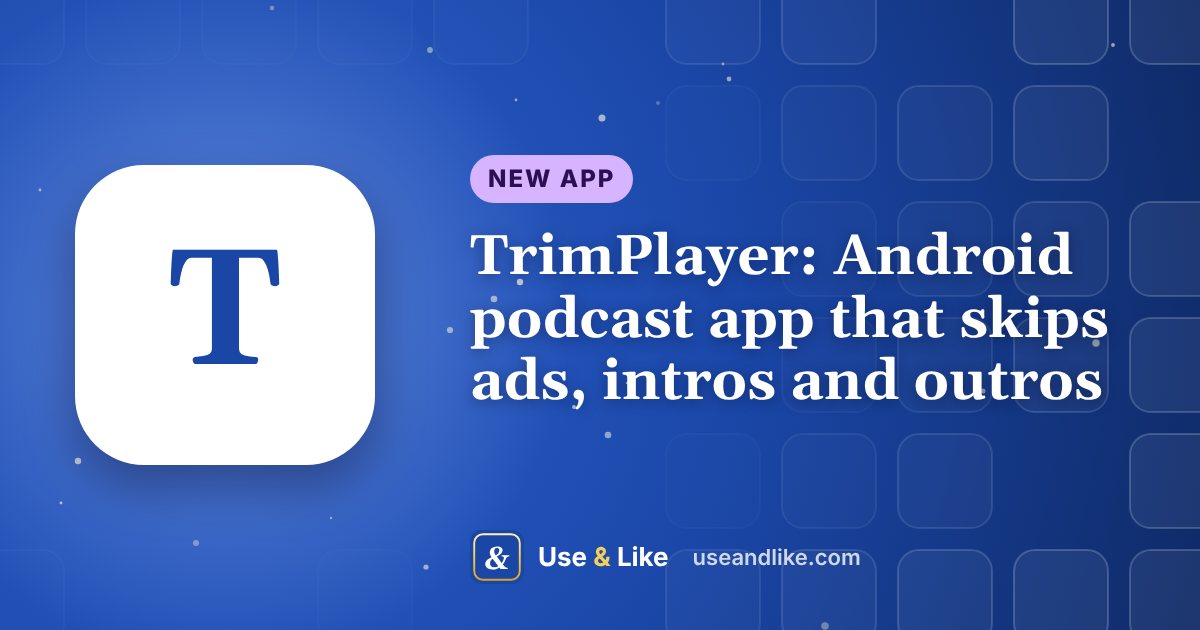 T
NEW APP
TrimPlayer: Android
podcast app that skips
ads, intros and outros
& Use & Like useandlike.com